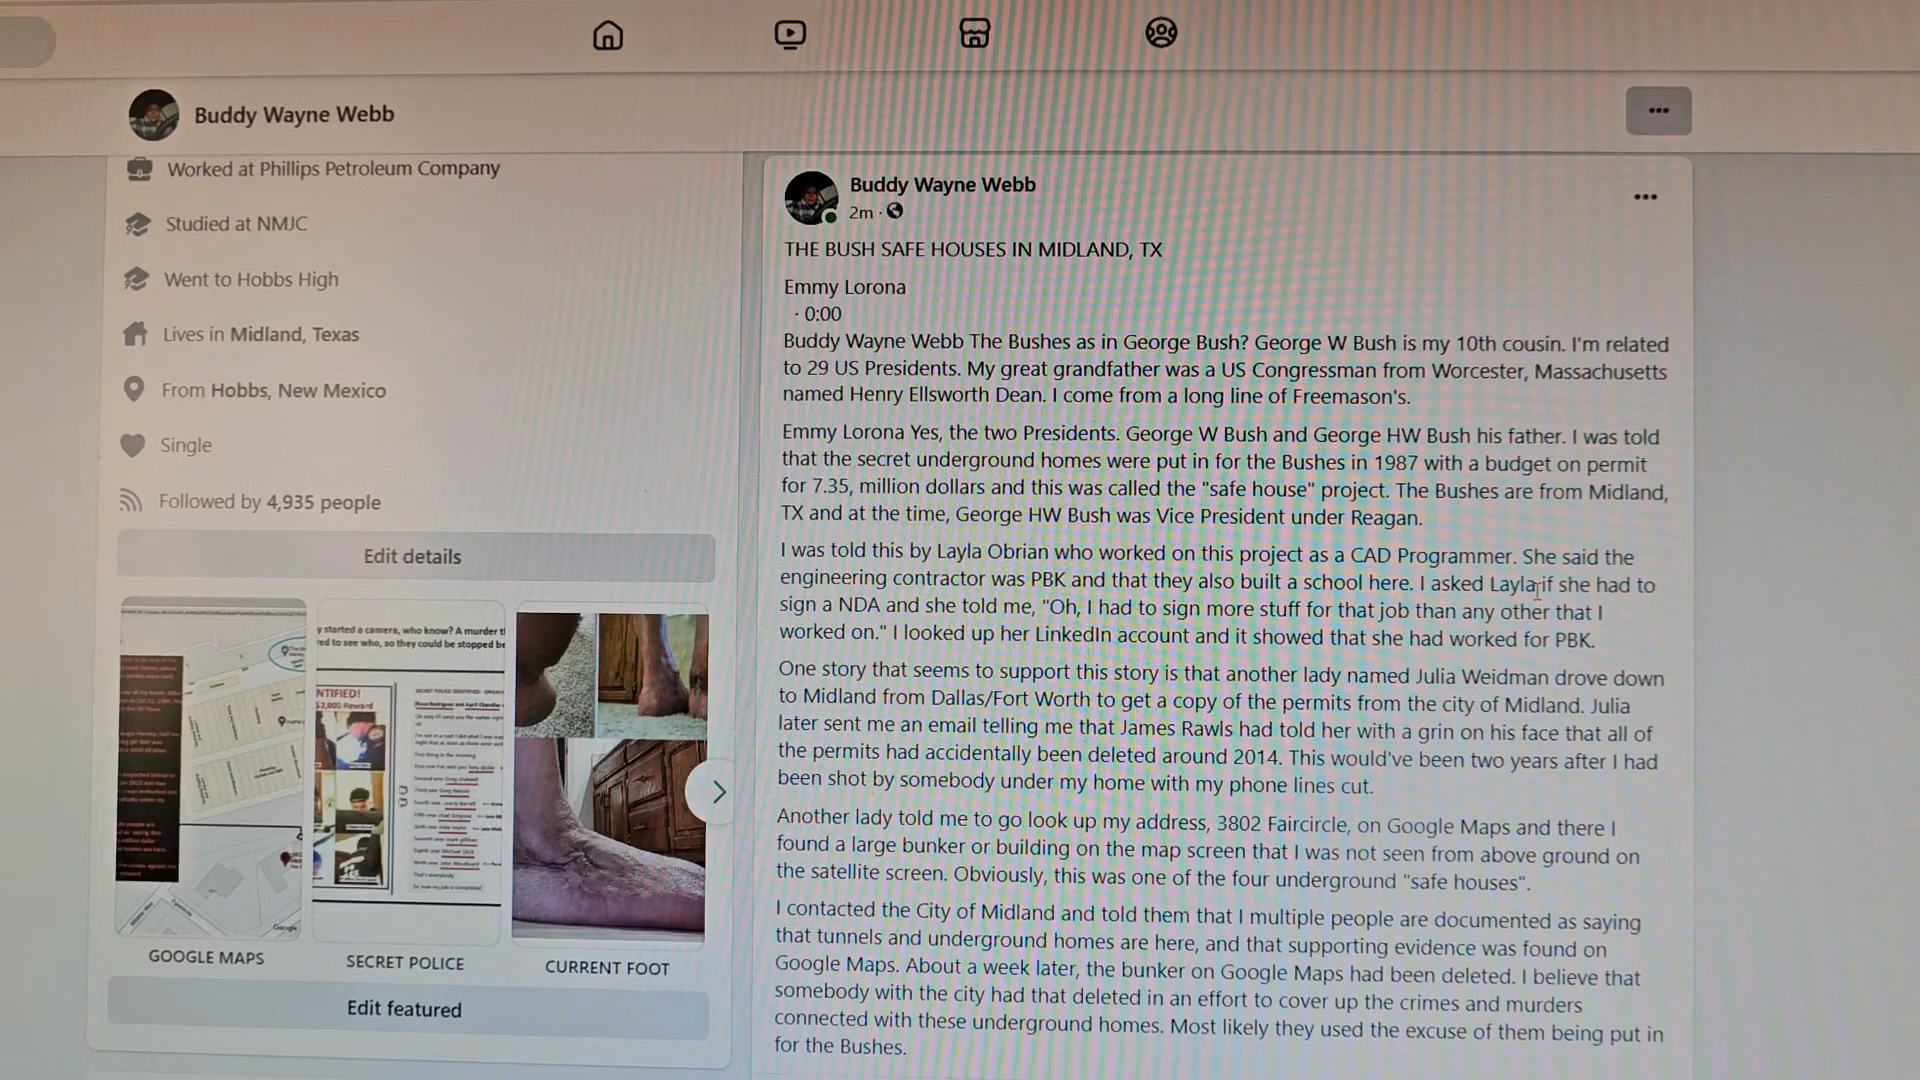 Buddy Wayne Webb
Worked at Phillips Petroleum Company
Studied at NMJC
Went to Hobbs High
Lives in Midland, Texas
From Hobbs, New Mexico
Single
Followed by 4,935 people
Edit details
y started a camera, who know? A murder t
red to see who, so they could be stopped be
NTIFIED!
$2,000 Reward
GOOGLE MAPS
SECRET POLICE
CURRENT FOOT
Edit featured
Buddy Wayne Webb
2m ·
THE BUSH SAFE HOUSES IN MIDLAND, TX
Emmy Lorona
· 0:00
Buddy Wayne Webb The Bushes as in George Bush? George W Bush is my 10th cousin. I'm related
to 29 US Presidents. My great grandfather was a US Congressman from Worcester, Massachusetts
named Henry Ellsworth Dean. I come from a long line of Freemason's.
Emmy Lorona Yes, the two Presidents. George W Bush and George HW Bush his father. I was told
that the secret underground homes were put in for the Bushes in 1987 with a budget on permit
for 7.35, million dollars and this was called the "safe house" project. The Bushes are from Midland,
TX and at the time, George HW Bush was Vice President under Reagan.
I was told this by Layla Obrian who worked on this project as a CAD Programmer. She said the
engineering contractor was PBK and that they also built a school here. I asked Layla if she had to
sign a NDA and she told me, "Oh, I had to sign more stuff for that job than any other that I
worked on." I looked up her LinkedIn account and it showed that she had worked for PBK.
One story that seems to support this story is that another lady named Julia Weidman drove down
to Midland from Dallas/Fort Worth to get a copy of the permits from the city of Midland. Julia
later sent me an email telling me that James Rawls had told her with a grin on his face that all of
the permits had accidentally been deleted around 2014. This would've been two years after I had
been shot by somebody under my home with my phone lines cut.
Another lady told me to go look up my address, 3802 Faircircle, on Google Maps and there I
found a large bunker or building on the map screen that I was not seen from above ground on
the satellite screen. Obviously, this was one of the four underground "safe houses".
I contacted the City of Midland and told them that I multiple people are documented as saying
that tunnels and underground homes are here, and that supporting evidence was found on
Google Maps. About a week later, the bunker on Google Maps had been deleted. I believe that
somebody with the city had that deleted in an effort to cover up the crimes and murders
connected with these underground homes. Most likely they used the excuse of them being put in
for the Bushes.